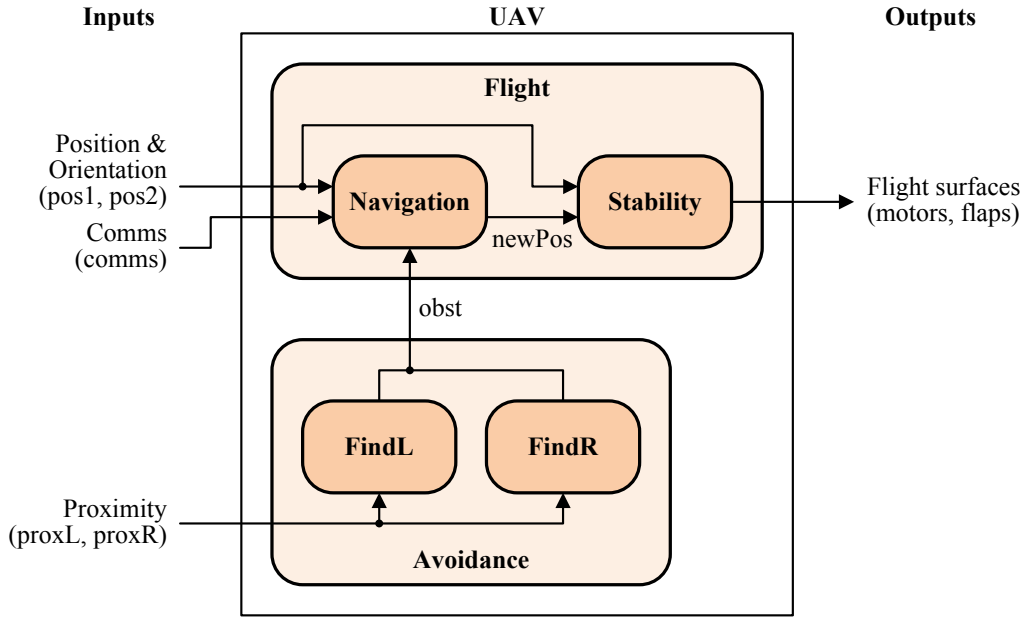 Inputs
UAV
Outputs
Flight
Position &
Orientation
(pos1, pos2)
Comms
(comms)
Navigation
Stability
newPos
Flight surfaces
(motors, flaps)
obst
FindL
FindR
Proximity
(proxL, proxR)
Avoidance